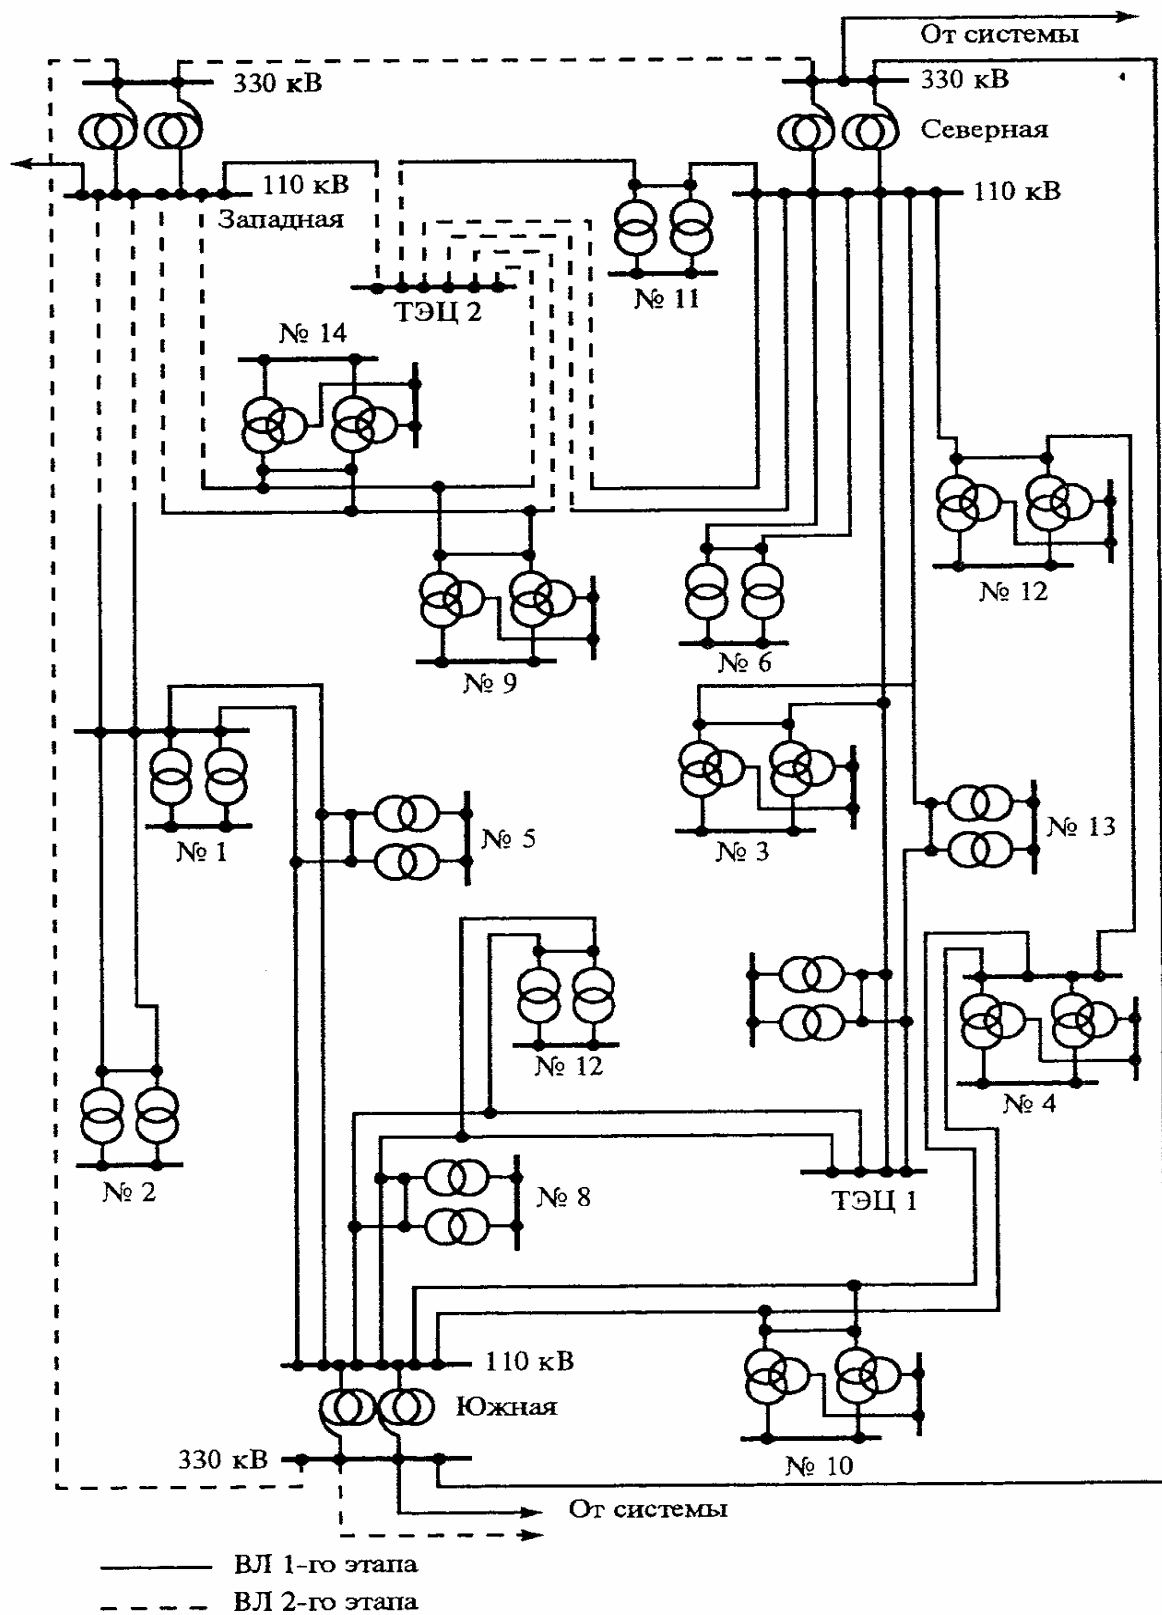 От системы
330 кВ
330 кВ
Северная
110 кВ
110 кВ
Западная
№ 11
ТЭЦ 2
№ 14
№ 12
№ 6
№ 9
№ 1
№ 5
№ 3
№ 13
№ 12
№ 4
№ 2
№ 8
ТЭЦ 1
110 кВ
Южная
330 кВ
№ 10
От системы
ВЛ 1-го этапа
ВЛ 2-го этапа